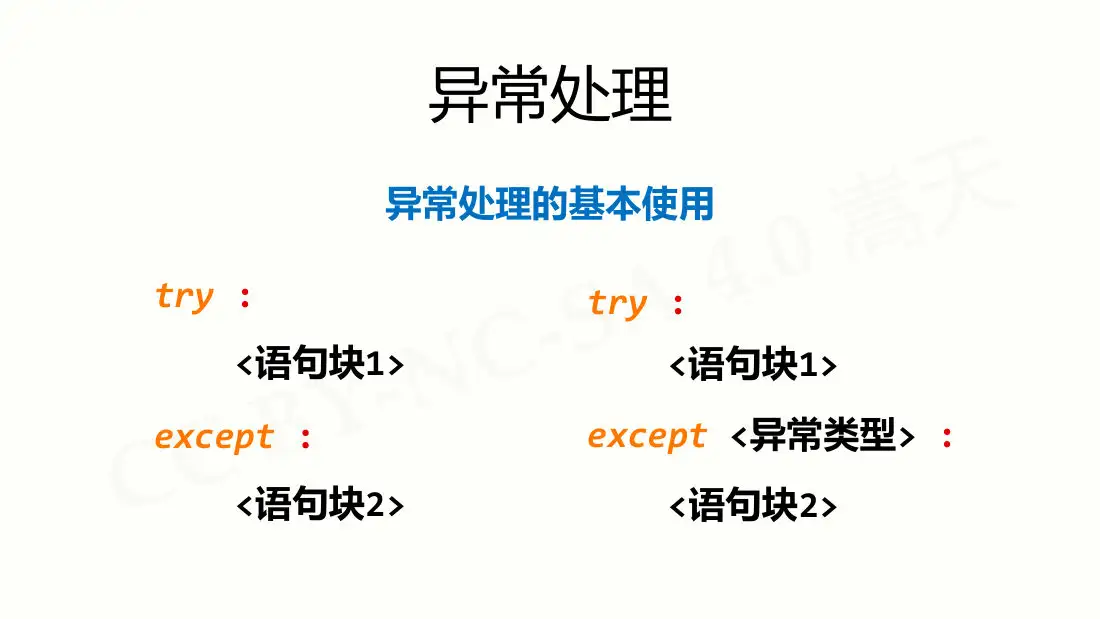 异常处理
异常处理的基本使用
try :
<语句块1>
except :
<语句块2>
try :
<语句块1>
except <异常类型> :
<语句块2>
CC BY-NC-SA 4.0 嵩天